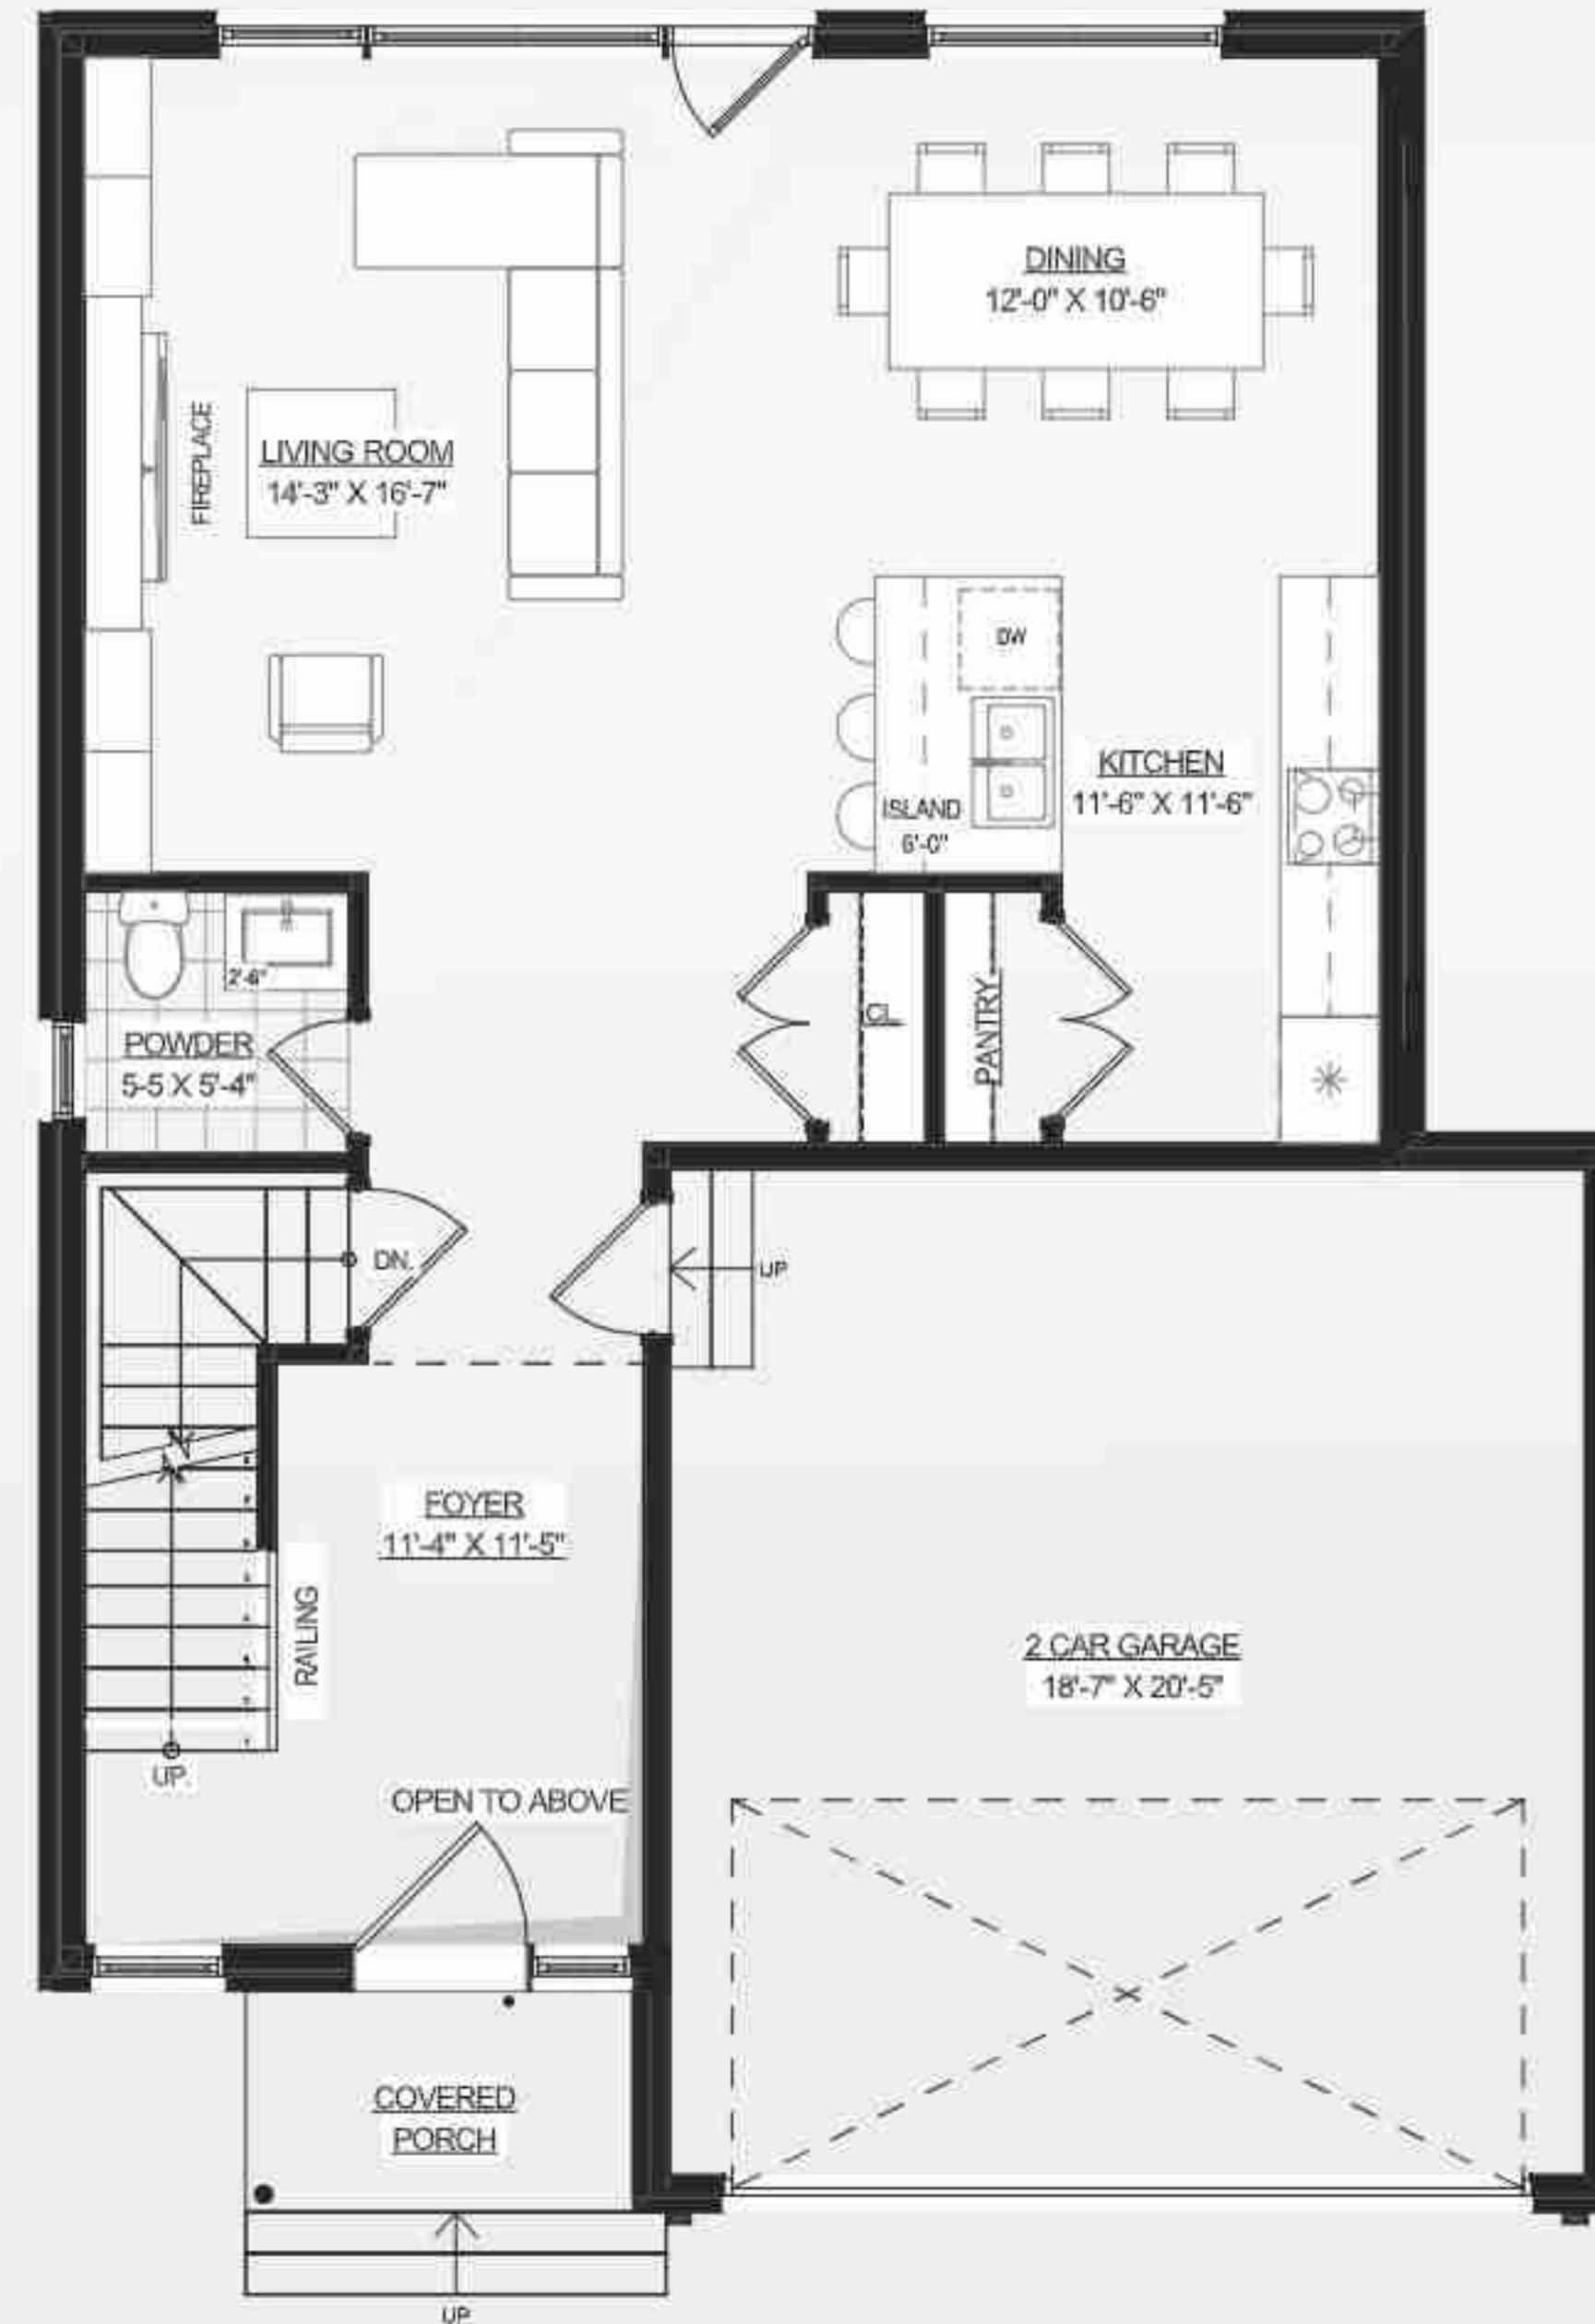 DINING
12'-0" X 10'-6"
FIREPLACE
LIVING ROOM
14'-3" X 16'-7"
DW
KITCHEN
11'-6" X 11'-6"
ISLAND
6'-0"
2'-6"
POWDER
5-5 X 5'-4"
CL
PANTRY
DN.
UP
FOYER
11'-4" X 11'-5"
RAILING
2 CAR GARAGE
18'-7" X 20'-5"
UP.
OPEN TO ABOVE
COVERED
PORCH
UP